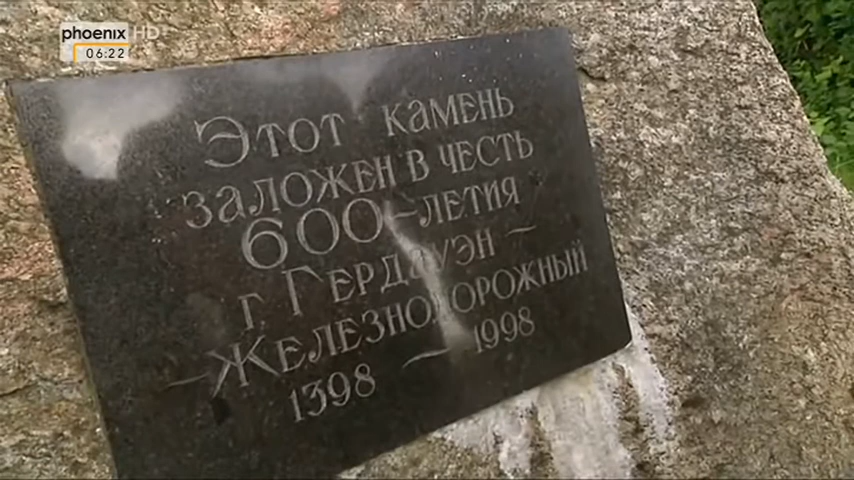 phoenix HD
06:22
Этот камень
заложен в честь
600-летия
г. Гердауэн –
– Железнодорожный
1398 – 1998